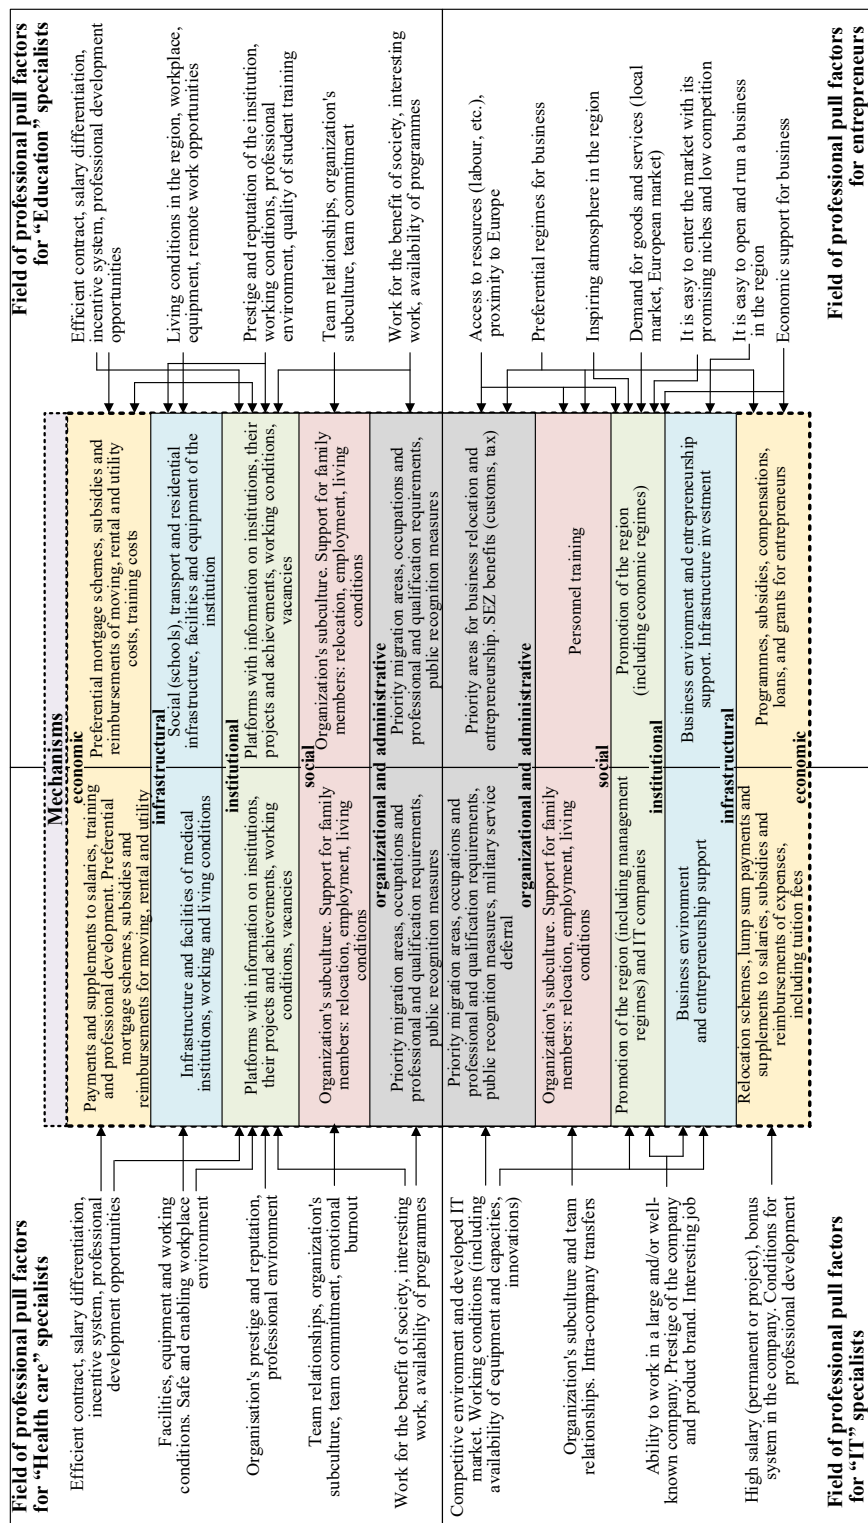 Field of professional pull factors
for “Health care” specialists
Efficient contract, salary differentiation,
incentive system, professional
development opportunities
Facilities, equipment and working
conditions. Safe and enabling workplace
environment
Organisation's prestige and reputation,
professional environment
Team relationships, organization's
subculture, team commitment, emotional
burnout
Work for the benefit of society, interesting
work, availability of programmes
Mechanisms
economic
Payments and supplements to salaries, training
and professional development. Preferential
mortgage schemes, subsidies and
reimbursements for moving, rental and utility
Preferential mortgage schemes, subsidies and
reimbursements of moving, rental and utility
costs, training costs
infrastructural
Infrastructure and facilities of medical
institutions, working and living conditions
Social (schools), transport and residential
infrastructure, facilities and equipment of the
institution
institutional
Platforms with information on institutions,
their projects and achievements, working
conditions, vacancies
Platforms with information on institutions, their
projects and achievements, working conditions,
vacancies
social
Organization's subculture. Support for family
members: relocation, employment, living
conditions
Organization's subculture. Support for family
members: relocation, employment, living
conditions
organizational and administrative
Priority migration areas, occupations and
professional and qualification requirements,
public recognition measures
Priority migration areas, occupations and
professional and qualification requirements,
public recognition measures
Field of professional pull factors
for “Education” specialists
Efficient contract, salary differentiation,
incentive system, professional development
opportunities
Living conditions in the region, workplace,
equipment, remote work opportunities
Prestige and reputation of the institution,
working conditions, professional
environment, quality of student training
Team relationships, organization's
subculture, team commitment
Work for the benefit of society, interesting
work, availability of programmes
Competitive environment and developed IT
market. Working conditions (including
availability of equipment and capacities,
innovations)
Organization's subculture and team
relationships. Intra-company transfers
Ability to work in a large and/or well-
known company. Prestige of the company
and product brand. Interesting job
High salary (permanent or project), bonus
system in the company. Conditions for
professional development
Field of professional pull factors
for “IT” specialists
Priority migration areas, occupations and
professional and qualification requirements,
public recognition measures, military service
deferral
Priority areas for business relocation and
entrepreneurship. SEZ benefits (customs, tax)
organizational and administrative
Organization's subculture. Support for family
members: relocation, employment, living
conditions
Personnel training
social
Promotion of the region (including management
regimes) and IT companies
Promotion of the region
(including economic regimes)
institutional
Business environment
and entrepreneurship support
Business environment and entrepreneurship
support. Infrastructure investment
infrastructural
Relocation schemes, lump sum payments and
supplements to salaries, subsidies and
reimbursements of expenses,
including tuition fees
Programmes, subsidies, compensations,
loans, and grants for entrepreneurs
economic
Access to resources (labour, etc.),
proximity to Europe
Preferential regimes for business
Inspiring atmosphere in the region
Demand for goods and services (local
market, European market)
It is easy to enter the market with its
promising niches and low competition
It is easy to open and run a business
in the region
Economic support for business
Field of professional pull factors
for entrepreneurs